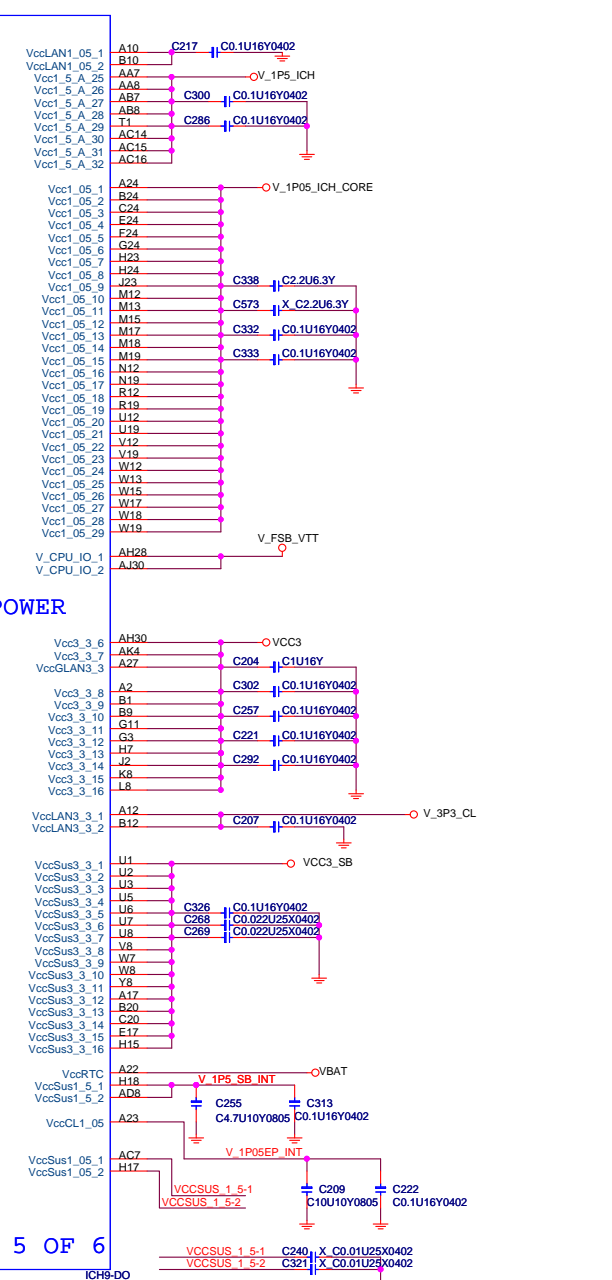 VccLAN1_05_1 A10 C217 C0.1U16Y0402
VccLAN1_05_2 B10
Vcc1_5_A_25 AA7 V_1P5_ICH
Vcc1_5_A_26 AA8
Vcc1_5_A_27 AB7 C300 C0.1U16Y0402
Vcc1_5_A_28 AB8
Vcc1_5_A_29 T1 C286 C0.1U16Y0402
Vcc1_5_A_30 AC14
Vcc1_5_A_31 AC15
Vcc1_5_A_32 AC16
Vcc1_05_1 A24 V_1P05_ICH_CORE
Vcc1_05_2 B24
Vcc1_05_3 C24
Vcc1_05_4 E24
Vcc1_05_5 F24
Vcc1_05_6 G24
Vcc1_05_7 H23
Vcc1_05_8 H24
Vcc1_05_9 J23 C338 C2.2U6.3Y
Vcc1_05_10 M12
Vcc1_05_11 M13 C573 X_C2.2U6.3Y
Vcc1_05_12 M15
Vcc1_05_13 M17 C332 C0.1U16Y0402
Vcc1_05_14 M18
Vcc1_05_15 M19 C333 C0.1U16Y0402
Vcc1_05_16 N12
Vcc1_05_17 N19
Vcc1_05_18 R12
Vcc1_05_19 R19
Vcc1_05_20 U12
Vcc1_05_21 U19
Vcc1_05_22 V12
Vcc1_05_23 V19
Vcc1_05_24 W12
Vcc1_05_25 W13
Vcc1_05_26 W15
Vcc1_05_27 W17
Vcc1_05_28 W18
Vcc1_05_29 W19
V_FSB_VTT
V_CPU_IO_1 AH28
V_CPU_IO_2 AJ30
POWER
Vcc3_3_6 AH30 VCC3
Vcc3_3_7 AK4
VccGLAN3_3 A27 C204 C1U16Y
Vcc3_3_8 A2 C302 C0.1U16Y0402
Vcc3_3_9 B1
Vcc3_3_10 B9 C257 C0.1U16Y0402
Vcc3_3_11 G11
Vcc3_3_12 G3 C221 C0.1U16Y0402
Vcc3_3_13 H7
Vcc3_3_14 J2 C292 C0.1U16Y0402
Vcc3_3_15 K8
Vcc3_3_16 L8
VccLAN3_3_1 A12 V_3P3_CL
VccLAN3_3_2 B12 C207 C0.1U16Y0402
VccSus3_3_1 U1 VCC3_SB
VccSus3_3_2 U2
VccSus3_3_3 U3
VccSus3_3_4 U5
VccSus3_3_5 U6 C326 C0.1U16Y0402
VccSus3_3_6 U7 C268 C0.022U25X0402
VccSus3_3_7 U8 C269 C0.022U25X0402
VccSus3_3_8 V8
VccSus3_3_9 W7
VccSus3_3_10 W8
VccSus3_3_11 Y8
VccSus3_3_12 A17
VccSus3_3_13 B20
VccSus3_3_14 C20
VccSus3_3_15 E17
VccSus3_3_16 H15
VccRTC A22 VBAT
VccSus1_5_1 H18 V_1P5_SB_INT
VccSus1_5_2 AD8
C255 C313
C4.7U10Y0805 C0.1U16Y0402
VccCL1_05 A23
V_1P05EP_INT
VccSus1_05_1 AC7
VccSus1_05_2 H17
VCCSUS_1_5-1 C209 C222
VCCSUS_1_5-2 C10U10Y0805 C0.1U16Y0402
5 OF 6
VCCSUS_1_5-1 C240 X_C0.01U25X0402
VCCSUS_1_5-2 C321 X_C0.01U25X0402
ICH9-DO